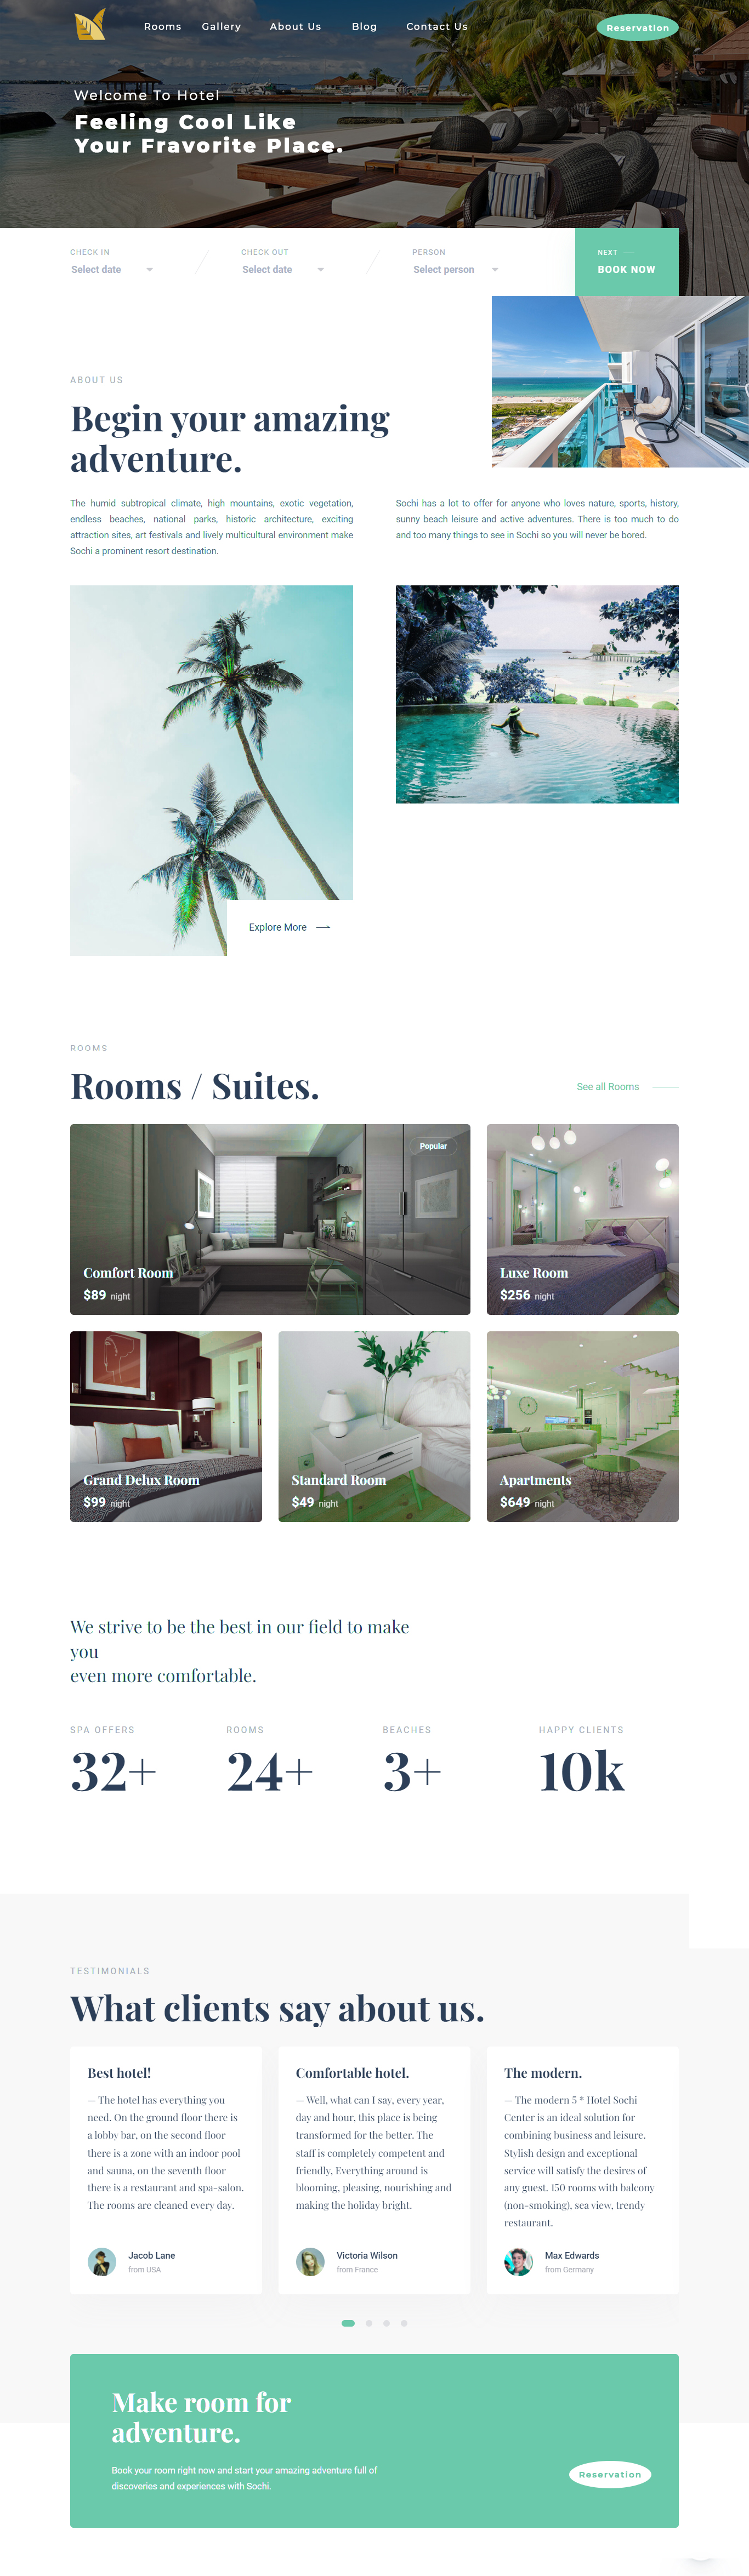 Rooms Gallery About Us Blog Contact Us Reservation
Welcome To Hotel
Feeling Cool Like
Your Fravorite Place.
CHECK IN CHECK OUT PERSON NEXT
Select date Select date Select person BOOK NOW
ABOUT US
Begin your amazing
adventure.
The humid subtropical climate, high mountains, exotic vegetation,
endless beaches, national parks, historic architecture, exciting
attraction sites, art festivals and lively multicultural environment make
Sochi a prominent resort destination.
Sochi has a lot to offer for anyone who loves nature, sports, history,
sunny beach leisure and active adventures. There is too much to do
and too many things to see in Sochi so you will never be bored.
Explore More
ROOMS
Rooms / Suites.
See all Rooms
Popular
Comfort Room
$89 night
Luxe Room
$256 night
Grand Delux Room
$99 night
Standard Room
$49 night
Apartments
$649 night
We strive to be the best in our field to make
you
even more comfortable.
SPA OFFERS ROOMS BEACHES HAPPY CLIENTS
32+ 24+ 3+ 10k
TESTIMONIALS
What clients say about us.
Best hotel!
— The hotel has everything you
need. On the ground floor there is
a lobby bar, on the second floor
there is a zone with an indoor pool
and sauna, on the seventh floor
there is a restaurant and spa-salon.
The rooms are cleaned every day.
Jacob Lane
from USA
Comfortable hotel.
— Well, what can I say, every year,
day and hour, this place is being
transformed for the better. The
staff is completely competent and
friendly, Everything around is
blooming, pleasing, nourishing and
making the holiday bright.
Victoria Wilson
from France
The modern.
— The modern 5 * Hotel Sochi
Center is an ideal solution for
combining business and leisure.
Stylish design and exceptional
service will satisfy the desires of
any guest. 150 rooms with balcony
(non-smoking), sea view, trendy
restaurant.
Max Edwards
from Germany
Make room for
adventure.
Book your room right now and start your amazing adventure full of
discoveries and experiences with Sochi.
Reservation